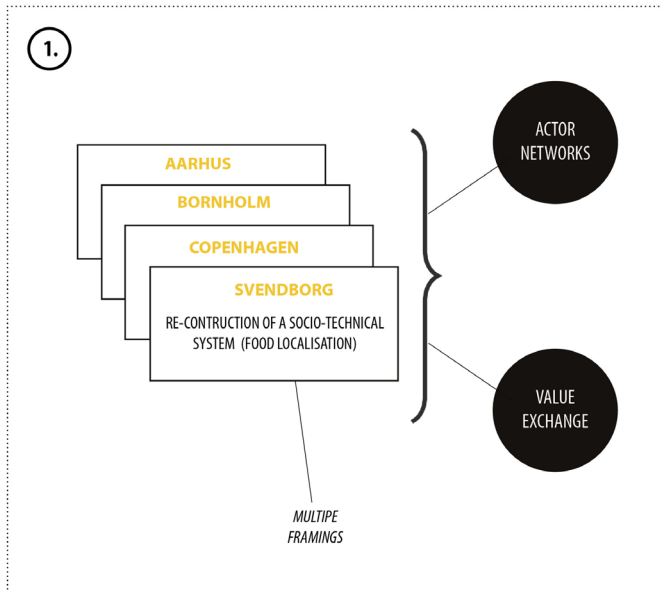 1.
AARHUS
BORNHOLM
COPENHAGEN
SVENDBORG
RE-CONTRUCTION OF A SOCIO-TECHNICAL
SYSTEM (FOOD LOCALISATION)
ACTOR
NETWORKS
VALUE
EXCHANGE
MULTIPE
FRAMINGS